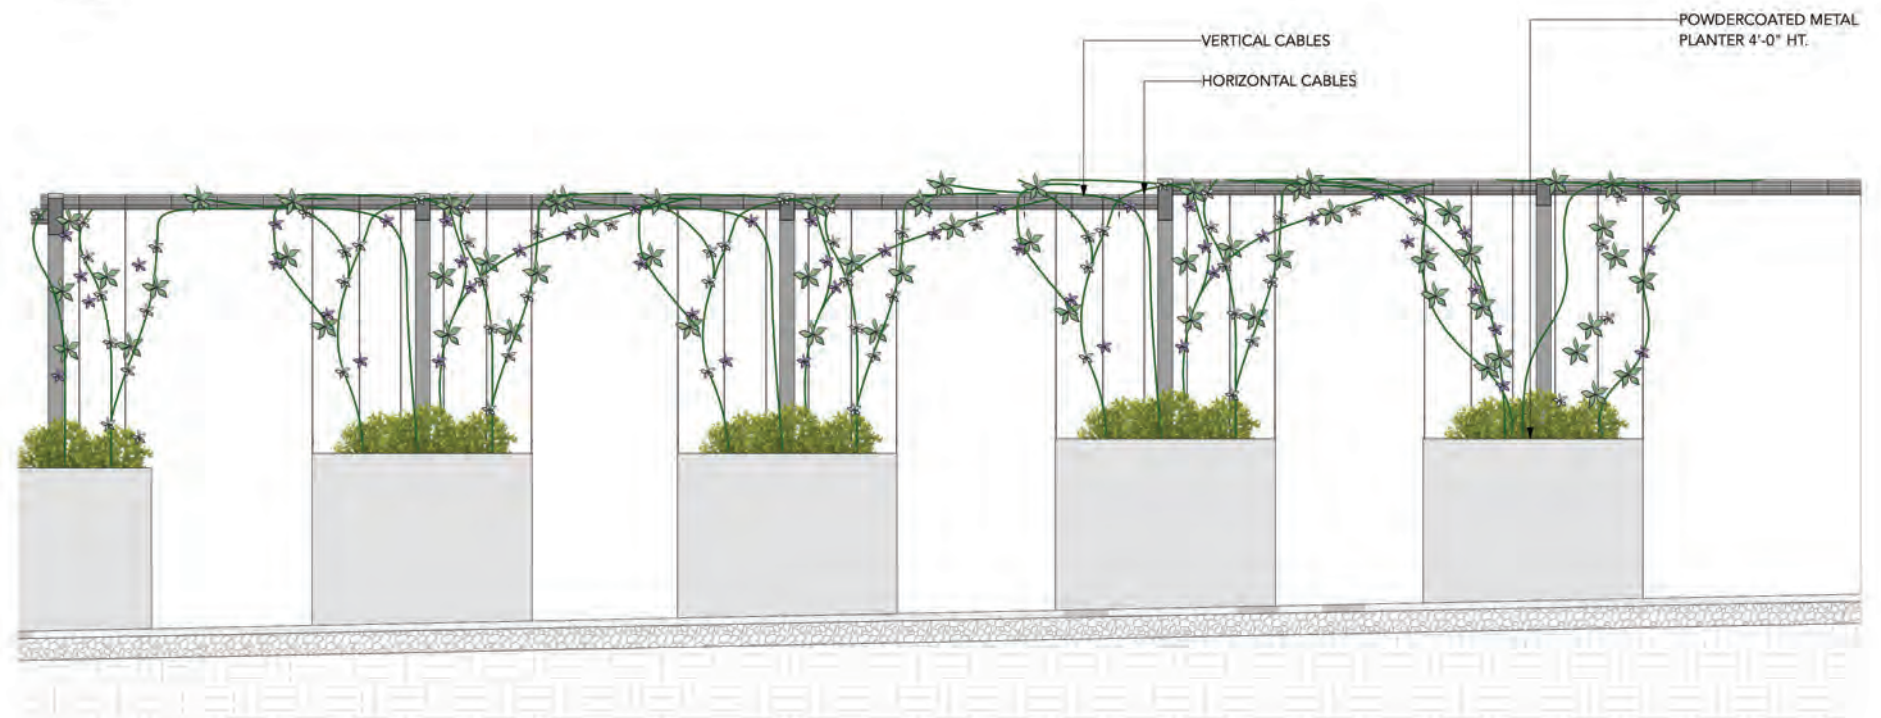 POWDERCOATED METAL
PLANTER 4'-0" HT.
VERTICAL CABLES
HORIZONTAL CABLES